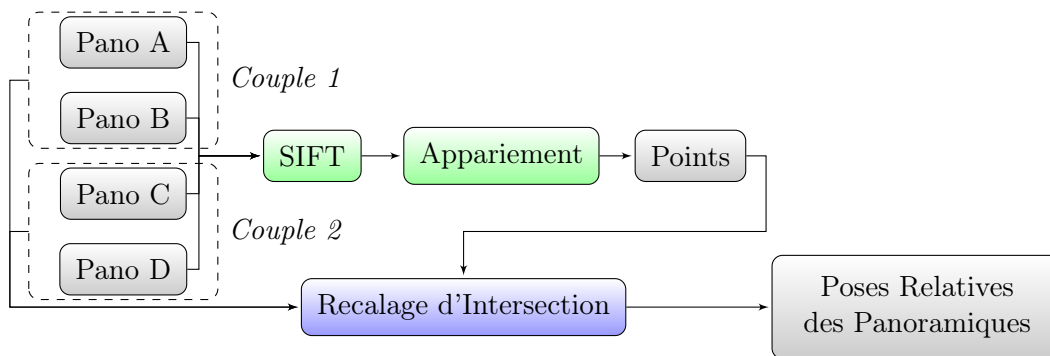 Pano A
Couple 1
Pano B
SIFT
Appariement
Points
Pano C
Couple 2
Pano D
Recalage d'Intersection
Poses Relatives
des Panoramiques